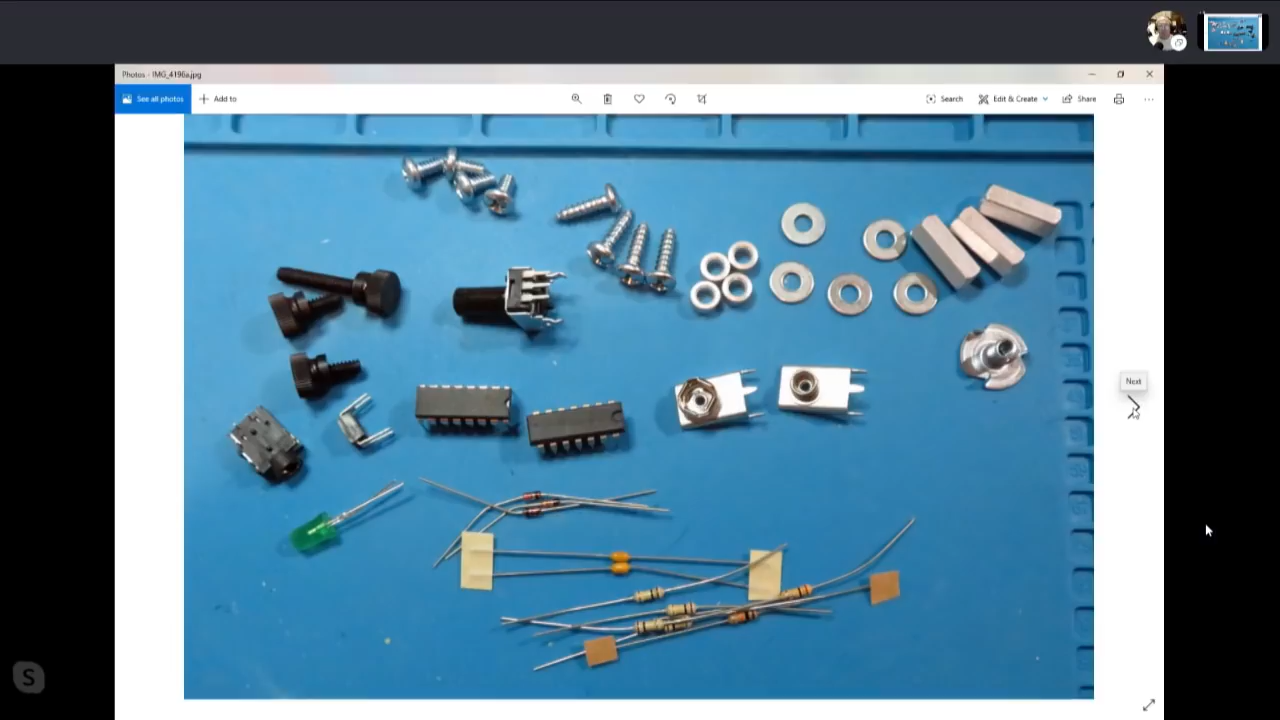 Photos - IMG_4196a.jpg
See all photos
Add to
Search
Edit & Create
Share
Next
S